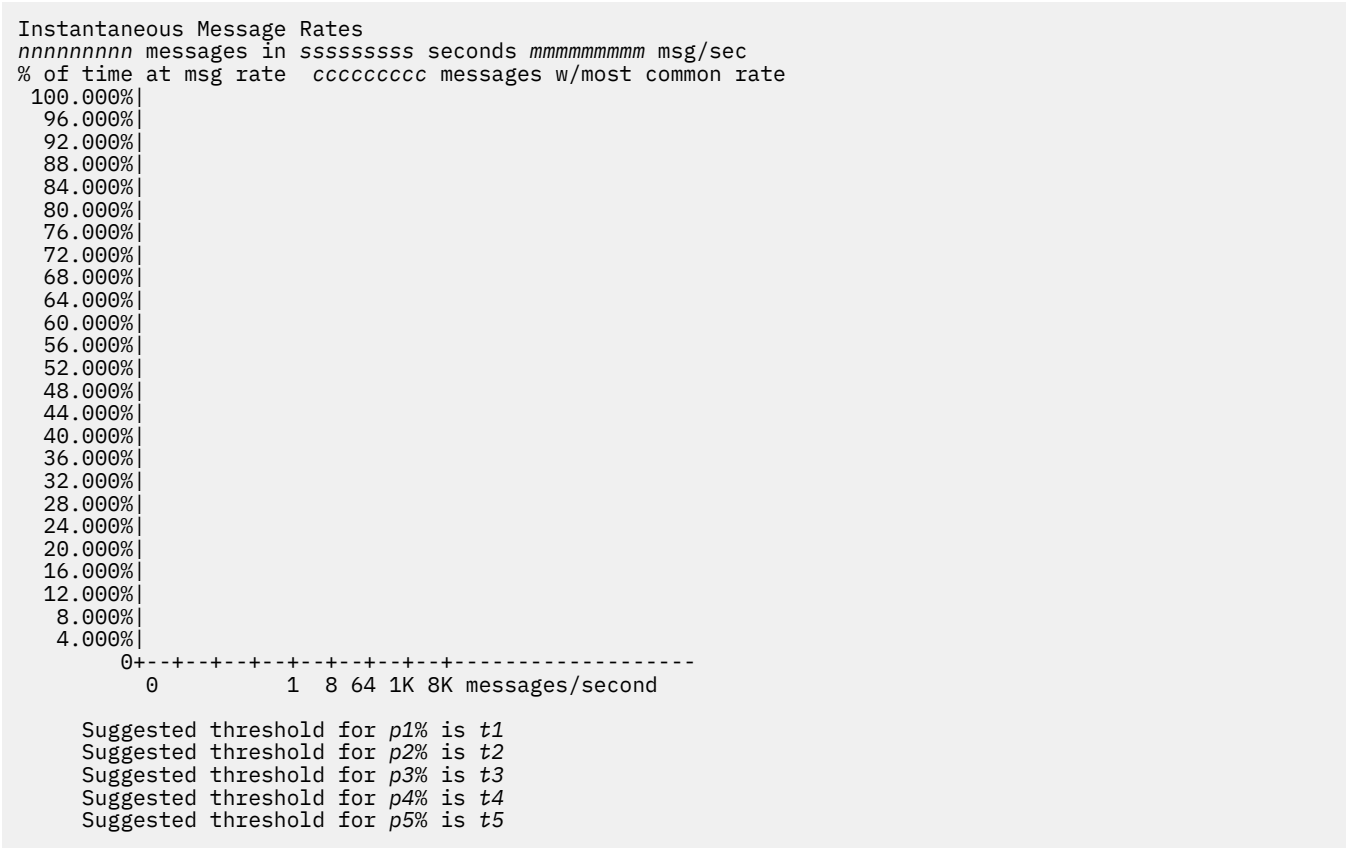 Instantaneous Message Rates
nnnnnnnnn messages in sssssssss seconds mmmmmmmmm msg/sec
% of time at msg rate  ccccccccc messages w/most common rate
 100.000%|
  96.000%|
  92.000%|
  88.000%|
  84.000%|
  80.000%|
  76.000%|
  72.000%|
  68.000%|
  64.000%|
  60.000%|
  56.000%|
  52.000%|
  48.000%|
  44.000%|
  40.000%|
  36.000%|
  32.000%|
  28.000%|
  24.000%|
  20.000%|
  16.000%|
  12.000%|
   8.000%|
   4.000%|
        0+--+--+--+--+--+--+--+--+-------------------
          0          1  8 64 1K 8K messages/second
     Suggested threshold for p1% is t1
     Suggested threshold for p2% is t2
     Suggested threshold for p3% is t3
     Suggested threshold for p4% is t4
     Suggested threshold for p5% is t5